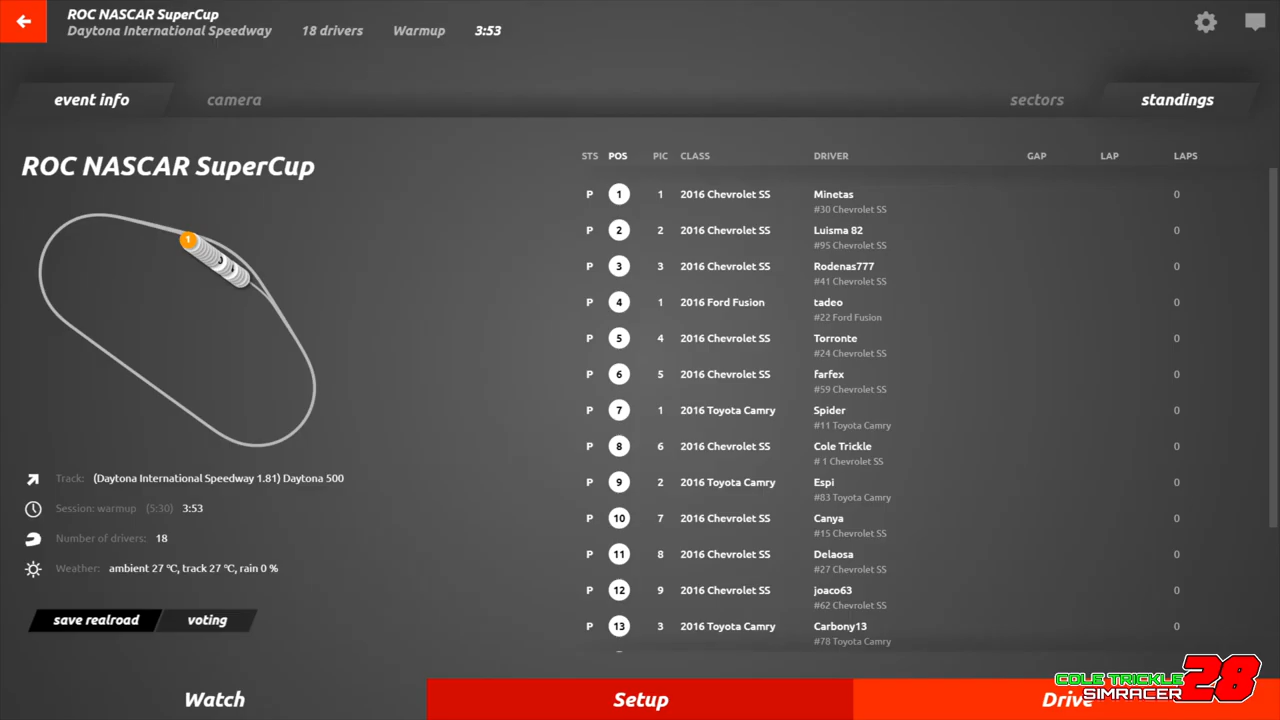 ROC NASCAR SuperCup
Daytona International Speedway 18 drivers Warmup 3:53
event info camera sectors standings
ROC NASCAR SuperCup
1
Track: (Daytona International Speedway 1.81) Daytona 500
Session: warmup (5:30) 3:53
Number of drivers: 18
Weather: ambient 27 °C, track 27 °C, rain 0 %
save realroad voting
STS POS PIC CLASS DRIVER GAP LAP LAPS
P 1 1 2016 Chevrolet SS Minetas 0
#30 Chevrolet SS
P 2 2 2016 Chevrolet SS Luisma 82 0
#95 Chevrolet SS
P 3 3 2016 Chevrolet SS Rodenas777 0
#41 Chevrolet SS
P 4 1 2016 Ford Fusion tadeo 0
#22 Ford Fusion
P 5 4 2016 Chevrolet SS Torronte 0
#24 Chevrolet SS
P 6 5 2016 Chevrolet SS farfex 0
#59 Chevrolet SS
P 7 1 2016 Toyota Camry Spider 0
#11 Toyota Camry
P 8 6 2016 Chevrolet SS Cole Trickle 0
# 1 Chevrolet SS
P 9 2 2016 Toyota Camry Espi 0
#83 Toyota Camry
P 10 7 2016 Chevrolet SS Canya 0
#15 Chevrolet SS
P 11 8 2016 Chevrolet SS Delaosa 0
#27 Chevrolet SS
P 12 9 2016 Chevrolet SS joaco63 0
#62 Chevrolet SS
P 13 3 2016 Toyota Camry Carbony13 0
#78 Toyota Camry
Watch Setup Drive
COLE TRICKLE 28
SIMRACER